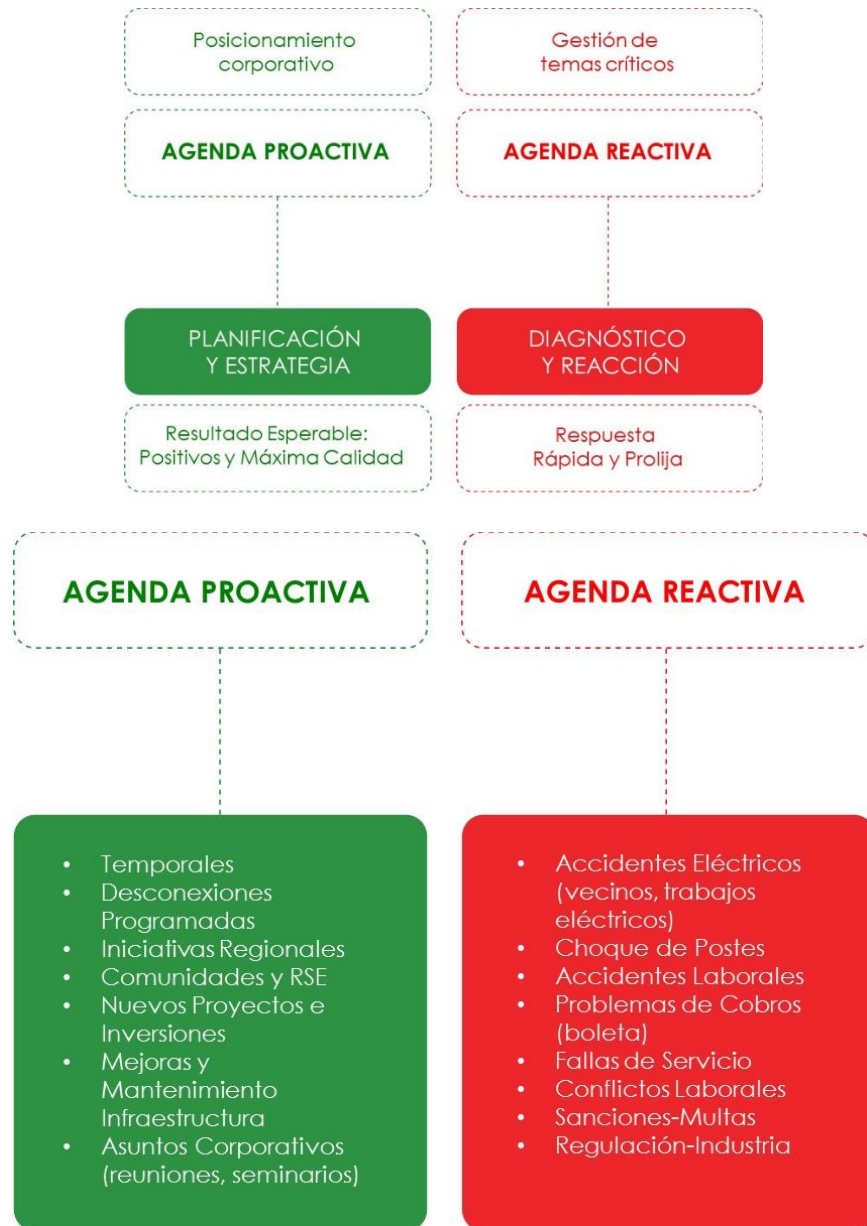 Posicionamiento
corporativo
AGENDA PROACTIVA
PLANIFICACIÓN
Y ESTRATEGIA
Resultado Esperable:
Positivos y Máxima Calidad
Gestión de
temas críticos
AGENDA REACTIVA
DIAGNÓSTICO
Y REACCIÓN
Respuesta
Rápida y Prolija
AGENDA PROACTIVA
• Temporales
• Desconexiones
Programadas
• Iniciativas Regionales
• Comunidades y RSE
• Nuevos Proyectos e
Inversiones
• Mejoras y
Mantenimiento
Infraestructura
• Asuntos Corporativos
(reuniones, seminarios)
AGENDA REACTIVA
• Accidentes Eléctricos
(vecinos, trabajos
eléctricos)
• Choque de Postes
• Accidentes Laborales
• Problemas de Cobros
(boleta)
• Fallas de Servicio
• Conflictos Laborales
• Sanciones-Multas
• Regulación-Industria